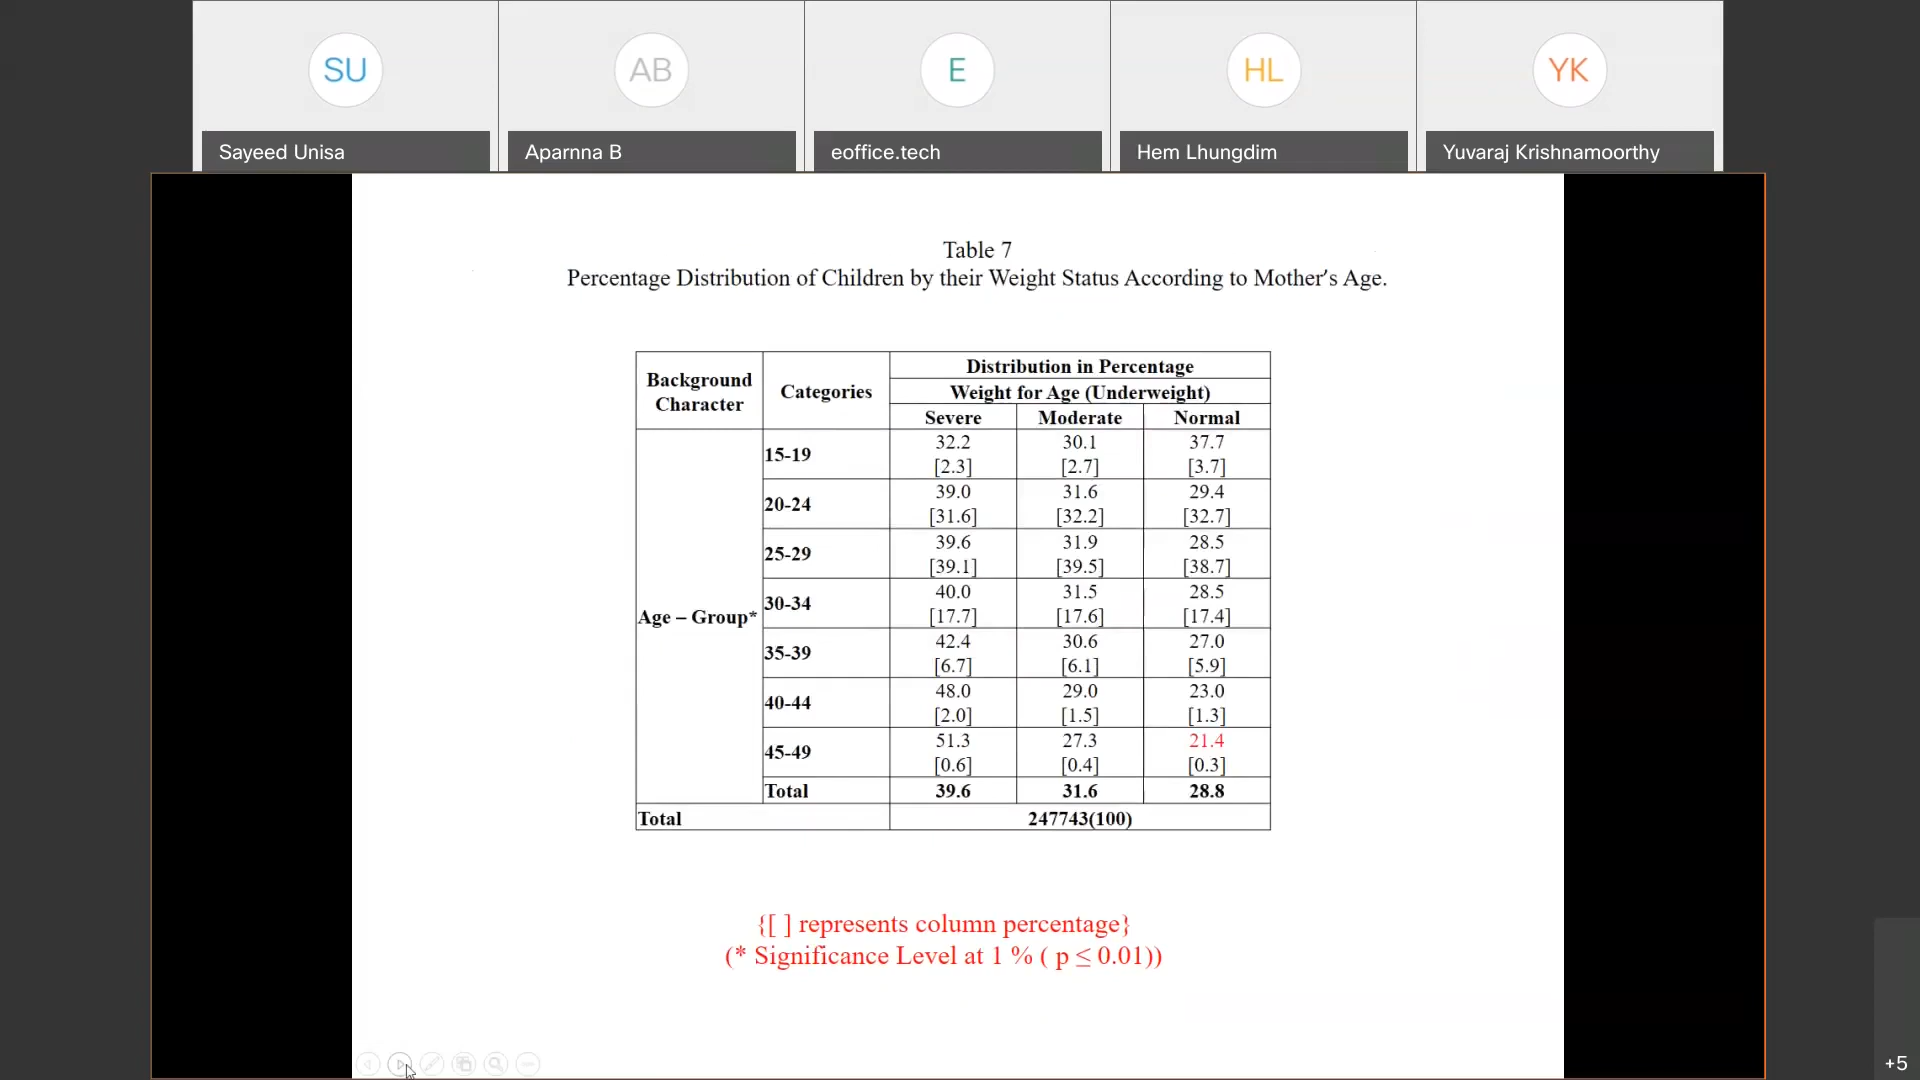 SU
AB
E
HL
YK
Sayeed Unisa
Aparnna B
eoffice.tech
Hem Lhungdim
Yuvaraj Krishnamoorthy
Table 7
Percentage Distribution of Children by their Weight Status According to Mother's Age.
Background Character
Categories
Distribution in Percentage
Weight for Age (Underweight)
Severe Moderate Normal
Age – Group*
15-19
32.2 30.1 37.7
[2.3] [2.7] [3.7]
20-24
39.0 31.6 29.4
[31.6] [32.2] [32.7]
25-29
39.6 31.9 28.5
[39.1] [39.5] [38.7]
30-34
40.0 31.5 28.5
[17.7] [17.6] [17.4]
35-39
42.4 30.6 27.0
[6.7] [6.1] [5.9]
40-44
48.0 29.0 23.0
[2.0] [1.5] [1.3]
45-49
51.3 27.3 21.4
[0.6] [0.4] [0.3]
Total 39.6 31.6 28.8
Total 247743(100)
{[ ] represents column percentage}
(* Significance Level at 1 % ( p ≤ 0.01))
+5